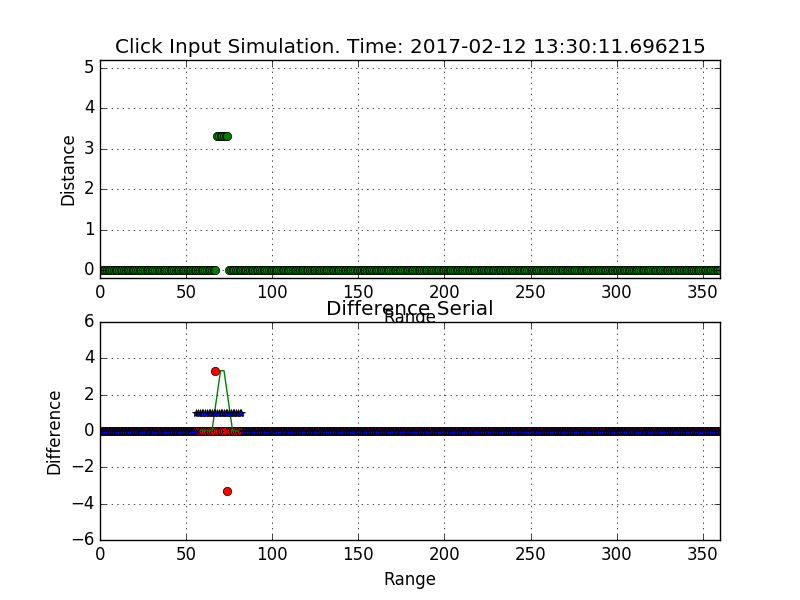 Click Input Simulation. Time: 2017-02-12 13:30:11.696215
5
4
3
2
1
0
Distance
0 50 100 150 200 250 300 350
Range
Difference Serial
6
4
2
0
−2
−4
−6
Difference
0 50 100 150 200 250 300 350
Range